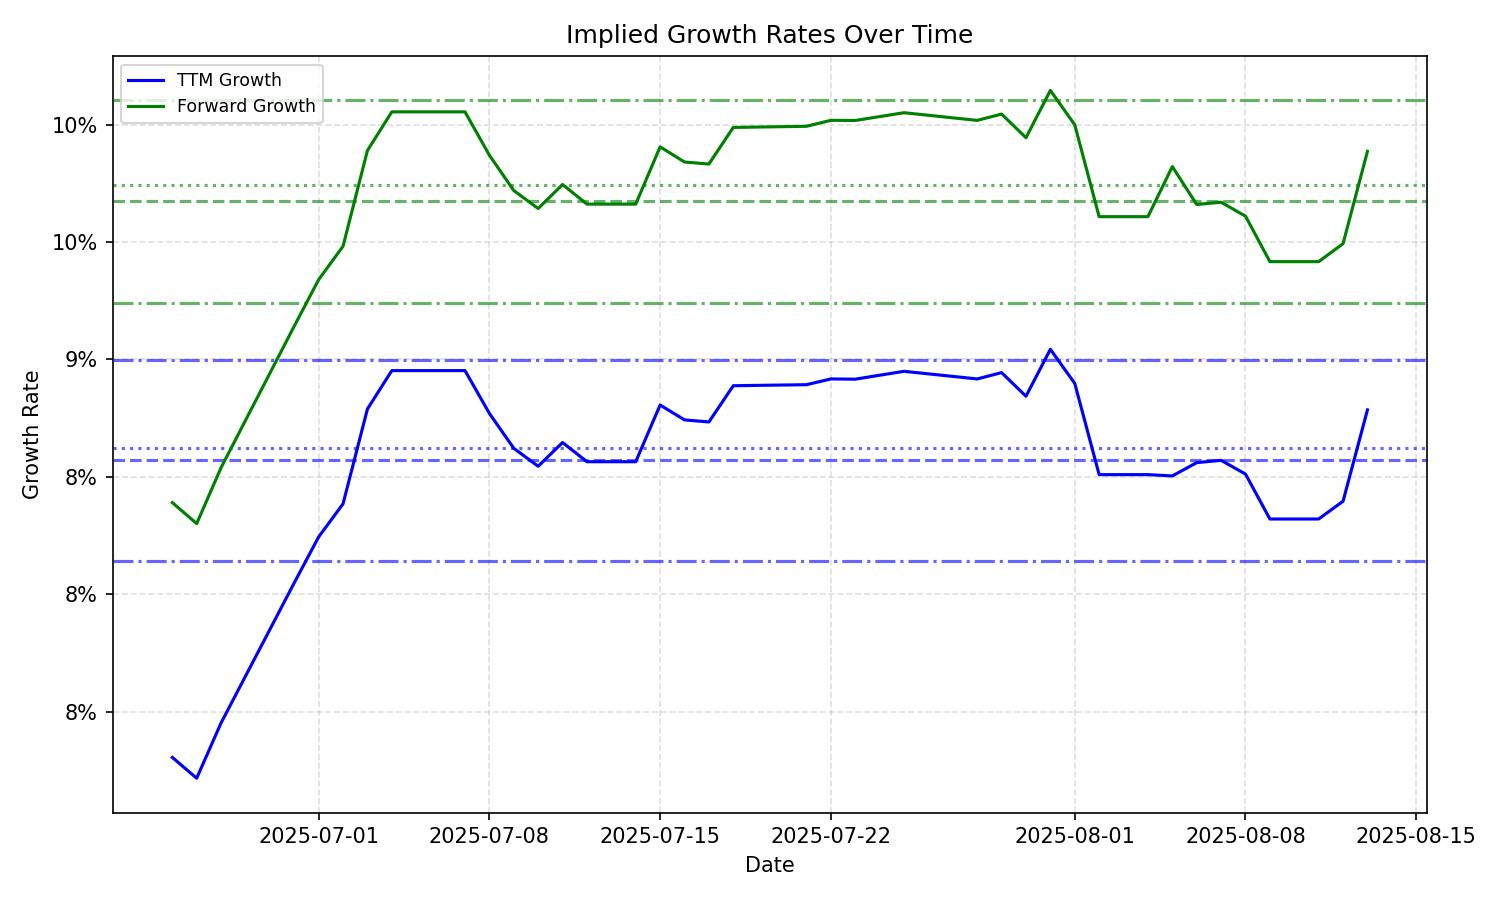 Implied Growth Rates Over Time
TTM Growth
Forward Growth
10%
10%
9%
8%
8%
8%
Growth Rate
2025-07-01
2025-07-08
2025-07-15
2025-07-22
2025-08-01
2025-08-08
2025-08-15
Date